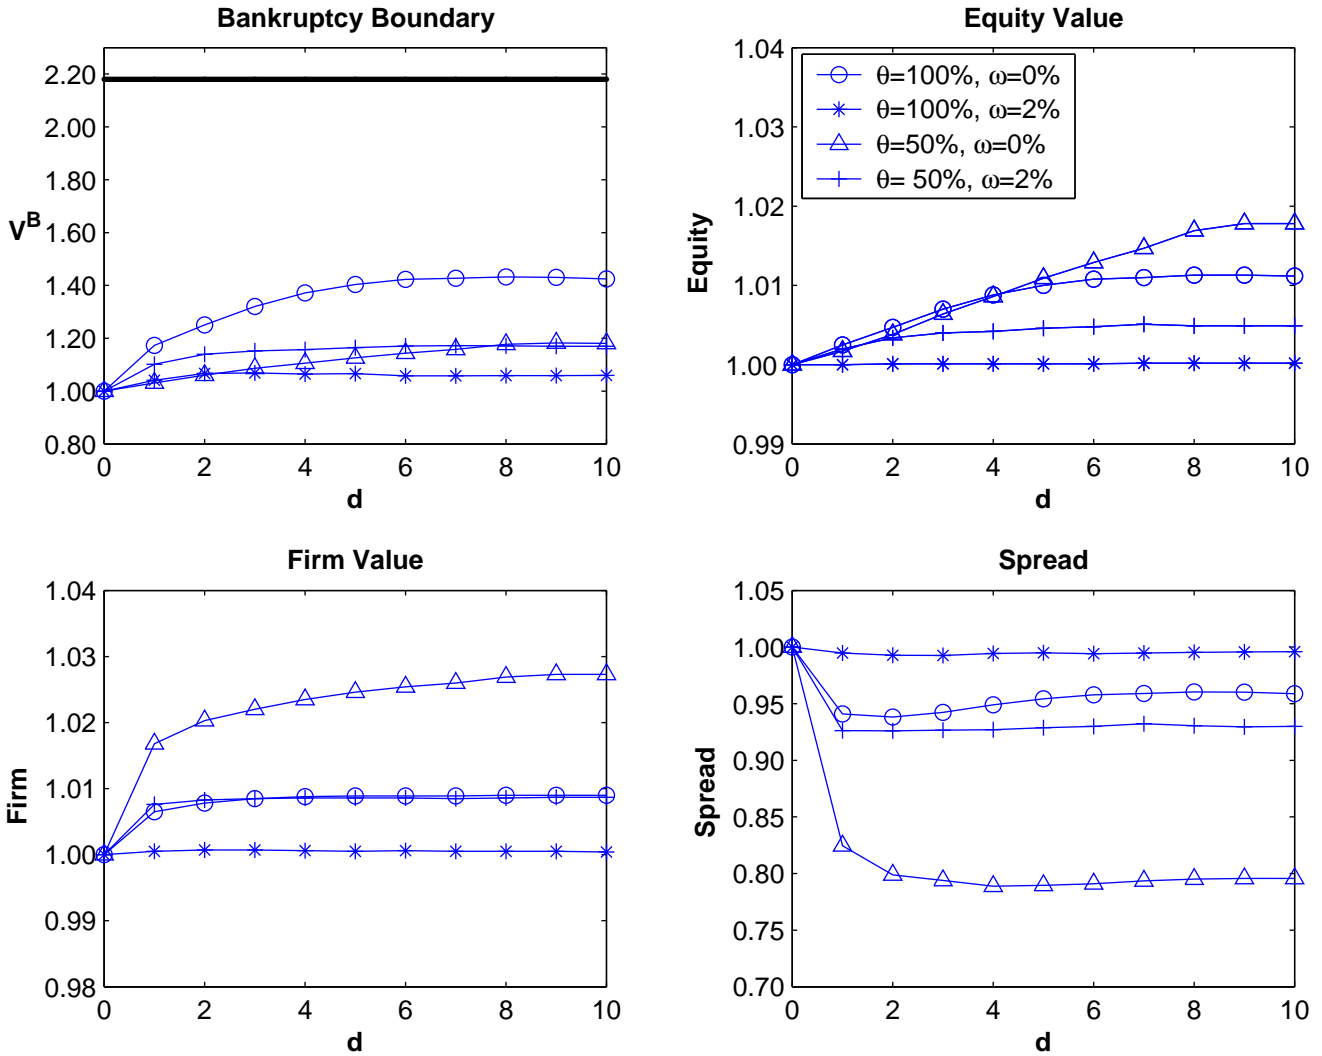 Bankruptcy Boundary
2.20
2.00
1.80
1.60
1.40
1.20
1.00
0.80
V^B
0 2 4 6 8 10
d
Equity Value
1.04
1.03
1.02
1.01
1.00
0.99
Equity
θ=100%, ω=0%
θ=100%, ω=2%
θ=50%, ω=0%
θ= 50%, ω=2%
0 2 4 6 8 10
d
Firm Value
1.04
1.03
1.02
1.01
1.00
0.99
0.98
Firm
0 2 4 6 8 10
d
Spread
1.05
1.00
0.95
0.90
0.85
0.80
0.75
0.70
Spread
0 2 4 6 8 10
d